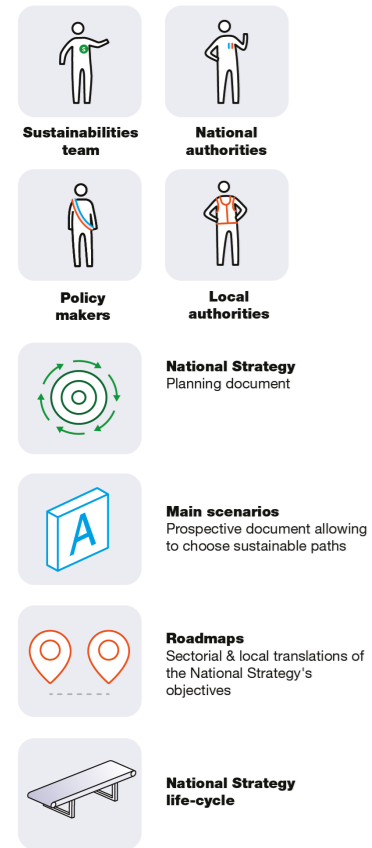 Sustainabilities
team
National
authorities
Policy
makers
Local
authorities
National Strategy
Planning document
A
Main scenarios
Prospective document allowing
to choose sustainable paths
Roadmaps
Sectorial & local translations of
the National Strategy's
objectives
National Strategy
life-cycle